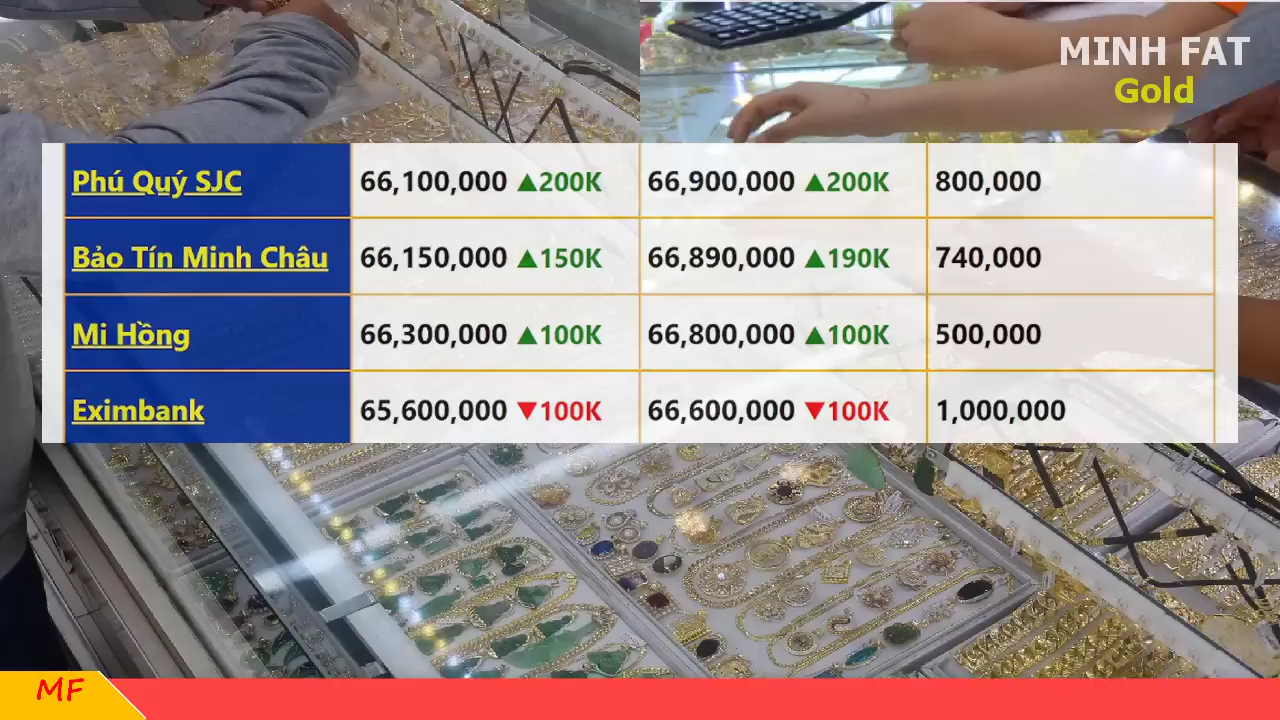 MINH FAT
Gold
Phú Quý SJC 66,100,000 ▲200K 66,900,000 ▲200K 800,000
Bảo Tín Minh Châu 66,150,000 ▲150K 66,890,000 ▲190K 740,000
Mi Hồng 66,300,000 ▲100K 66,800,000 ▲100K 500,000
Eximbank 65,600,000 ▼100K 66,600,000 ▼100K 1,000,000
MF